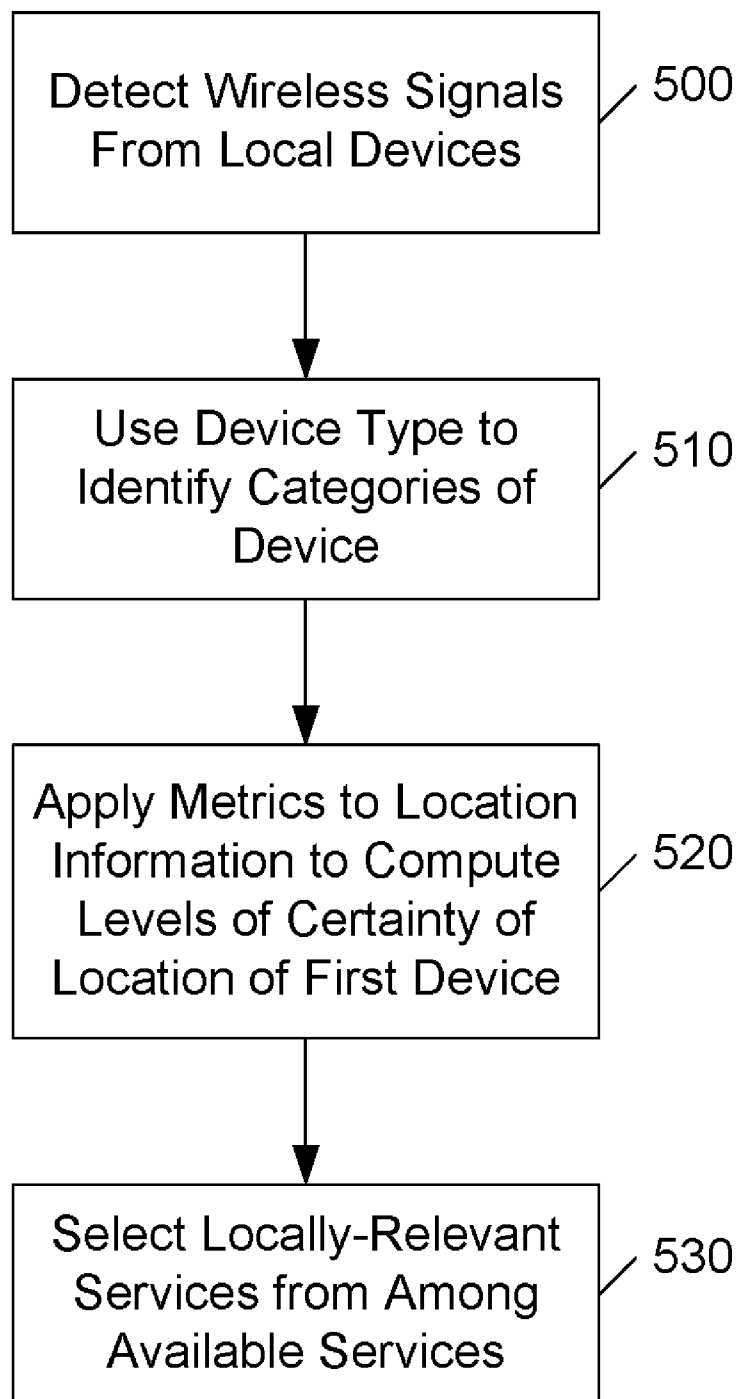 Detect Wireless Signals
From Local Devices
500
Use Device Type to
Identify Categories of
Device
510
Apply Metrics to Location
Information to Compute
Levels of Certainty of
Location of First Device
520
Select Locally-Relevant
Services from Among
Available Services
530